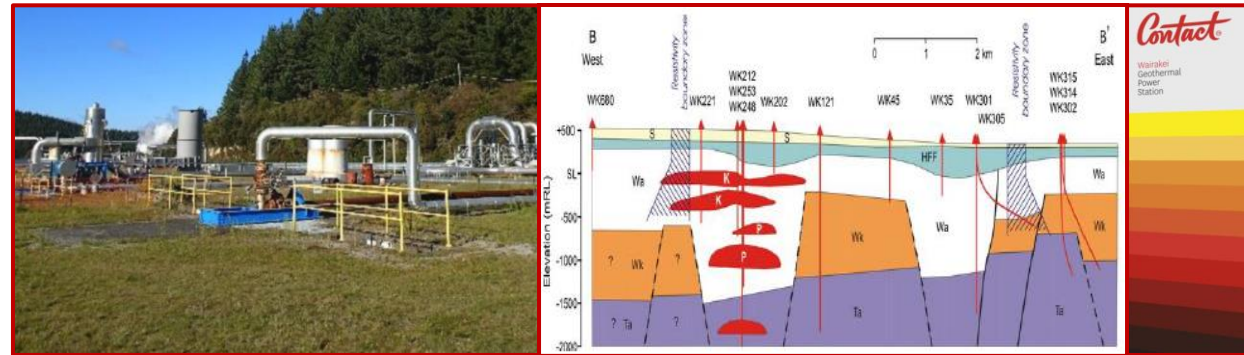 B
West
Resistivity
boundary zone
0 1 2 km
B'
East
Resistivity
boundary zone
WK680
WK221
WK212
WK253
WK248
WK202
WK121
WK45
WK35
WK301
WK305
WK315
WK314
WK302
Elevation (mRL)
+500
SL
-500
-1000
-1500
-2000
S
S
HFF
Wa
K
K
P
P
Wa
Wa
Wk
? Wk
?
? Ta
?
Ta
Ta
Wk
Contact
Wairakei
Geothermal
Power
Station